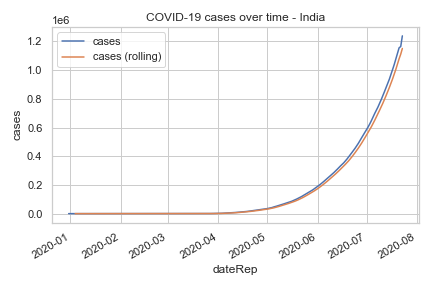 COVID-19 cases over time - India
1e6
cases
cases (rolling)
1.2
1.0
0.8
0.6
0.4
0.2
0.0
cases
2020-01
2020-02
2020-03
2020-04
2020-05
2020-06
2020-07
2020-08
dateRep